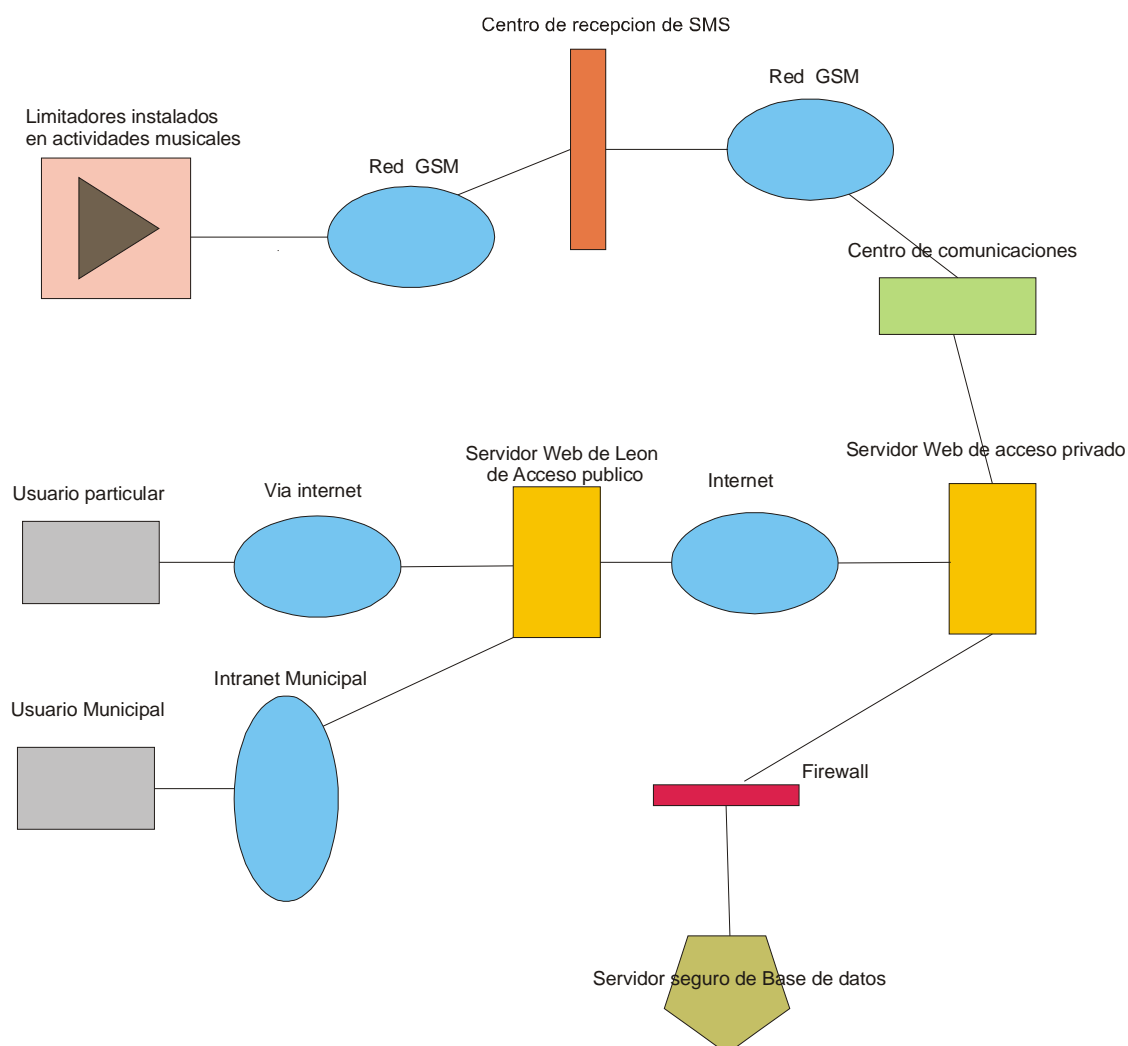 Centro de recepcion de SMS
Red GSM
Limitadores instalados
en actividades musicales
Red GSM
Centro de comunicaciones
Servidor Web de Leon
de Acceso publico
Servidor Web de acceso privado
Usuario particular
Via internet
Internet
Intranet Municipal
Usuario Municipal
Firewall
Servidor seguro de Base de datos